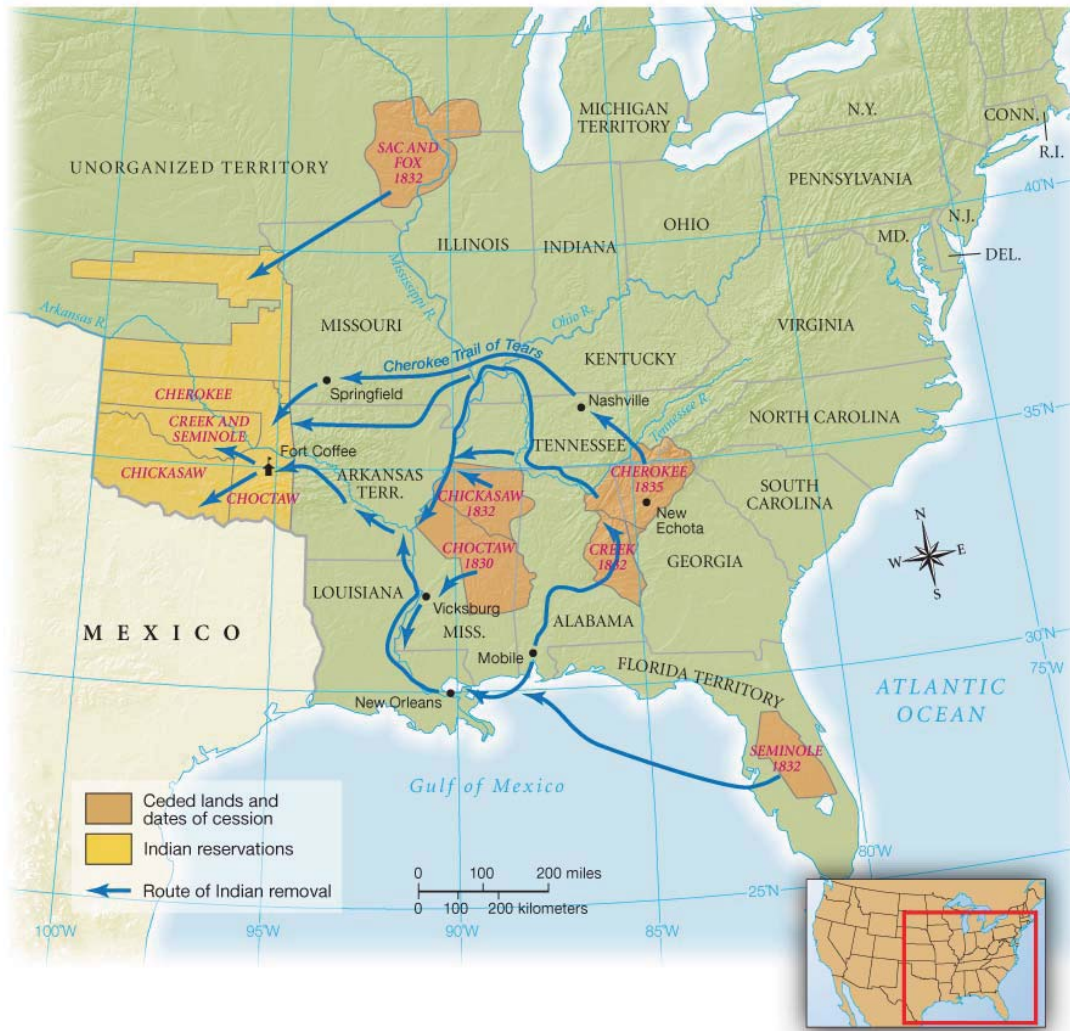 MICHIGAN
TERRITORY
N.Y.
CONN.
R.I.
SAC AND
FOX
1832
UNORGANIZED TERRITORY
PENNSYLVANIA
40°N
N.J.
OHIO
MD.
DEL.
ILLINOIS
INDIANA
Mississippi R.
Arkansas R.
Ohio R.
MISSOURI
VIRGINIA
KENTUCKY
Cherokee Trail of Tears
Springfield
CHEROKEE
Nashville
Tennessee R.
NORTH CAROLINA
35°N
CREEK AND
SEMINOLE
Fort Coffee
TENNESSEE
CHICKASAW
CHOCTAW
ARKANSAS
TERR.
CHICKASAW
1832
CHEROKEE
1835
New
Echota
SOUTH
CAROLINA
N
W
E
S
CHOCTAW
1830
CREEK
1832
GEORGIA
LOUISIANA
Vicksburg
MISS.
ALABAMA
MEXICO
Mobile
30°N
75°W
FLORIDA TERRITORY
New Orleans
ATLANTIC
OCEAN
SEMINOLE
1832
Gulf of Mexico
Ceded lands and
dates of cession
Indian reservations
Route of Indian removal
0 100 200 miles
0 100 200 kilometers
80°W
25°N
100°W
95°W
90°W
85°W